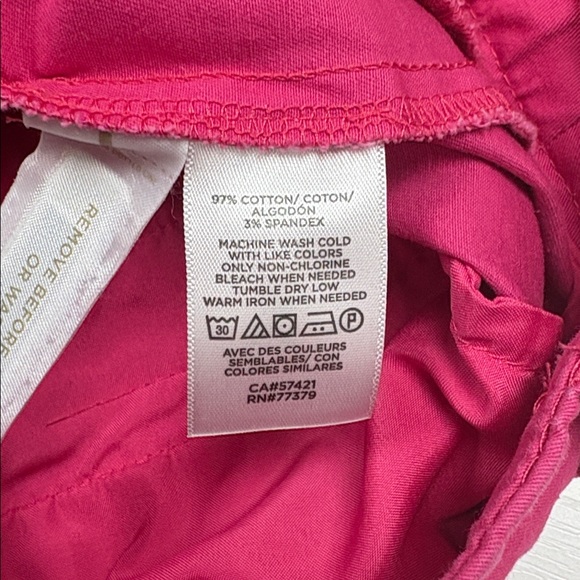 97% COTTON/ COTON/
ALGODÓN
3% SPANDEX
MACHINE WASH COLD
WITH LIKE COLORS
ONLY NON-CHLORINE
BLEACH WHEN NEEDED
TUMBLE DRY LOW
WARM IRON WHEN NEEDED
30 P
AVEC DES COULEURS
SEMBLABLES/ CON
COLORES SIMILARES
CA#57421
RN#77379
REMOVE BEFORE
OR WA